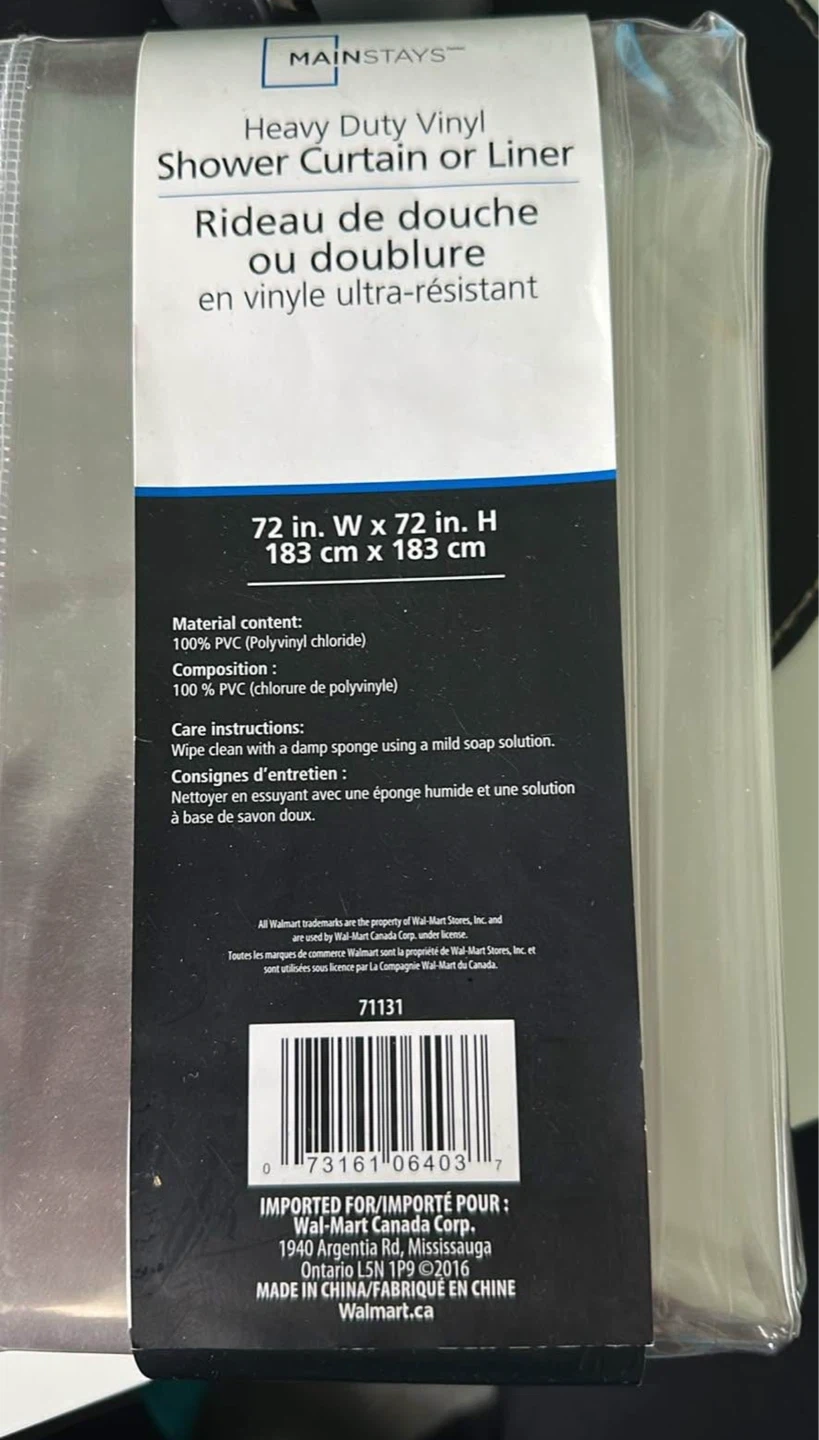 MAINSTAYS
Heavy Duty Vinyl
Shower Curtain or Liner
Rideau de douche
ou doublure
en vinyle ultra-résistant
72 in. W x 72 in. H
183 cm x 183 cm
Material content:
100% PVC (Polyvinyl chloride)
Composition :
100 % PVC (chlorure de polyvinyle)
Care instructions:
Wipe clean with a damp sponge using a mild soap solution.
Consignes d'entretien :
Nettoyer en essuyant avec une éponge humide et une solution
à base de savon doux.
All Walmart trademarks are the property of Wal-Mart Stores, Inc. and
are used by Wal-Mart Canada Corp. under license.
Toutes les marques de commerce Walmart sont la propriété de Wal-Mart Stores, Inc. et
sont utilisées sous licence par La Compagnie Wal-Mart du Canada.
71131
0 73161 06403 7
IMPORTED FOR/IMPORTÉ POUR :
Wal-Mart Canada Corp.
1940 Argentia Rd, Mississauga
Ontario L5N 1P9 ©2016
MADE IN CHINA/FABRIQUÉ EN CHINE
Walmart.ca